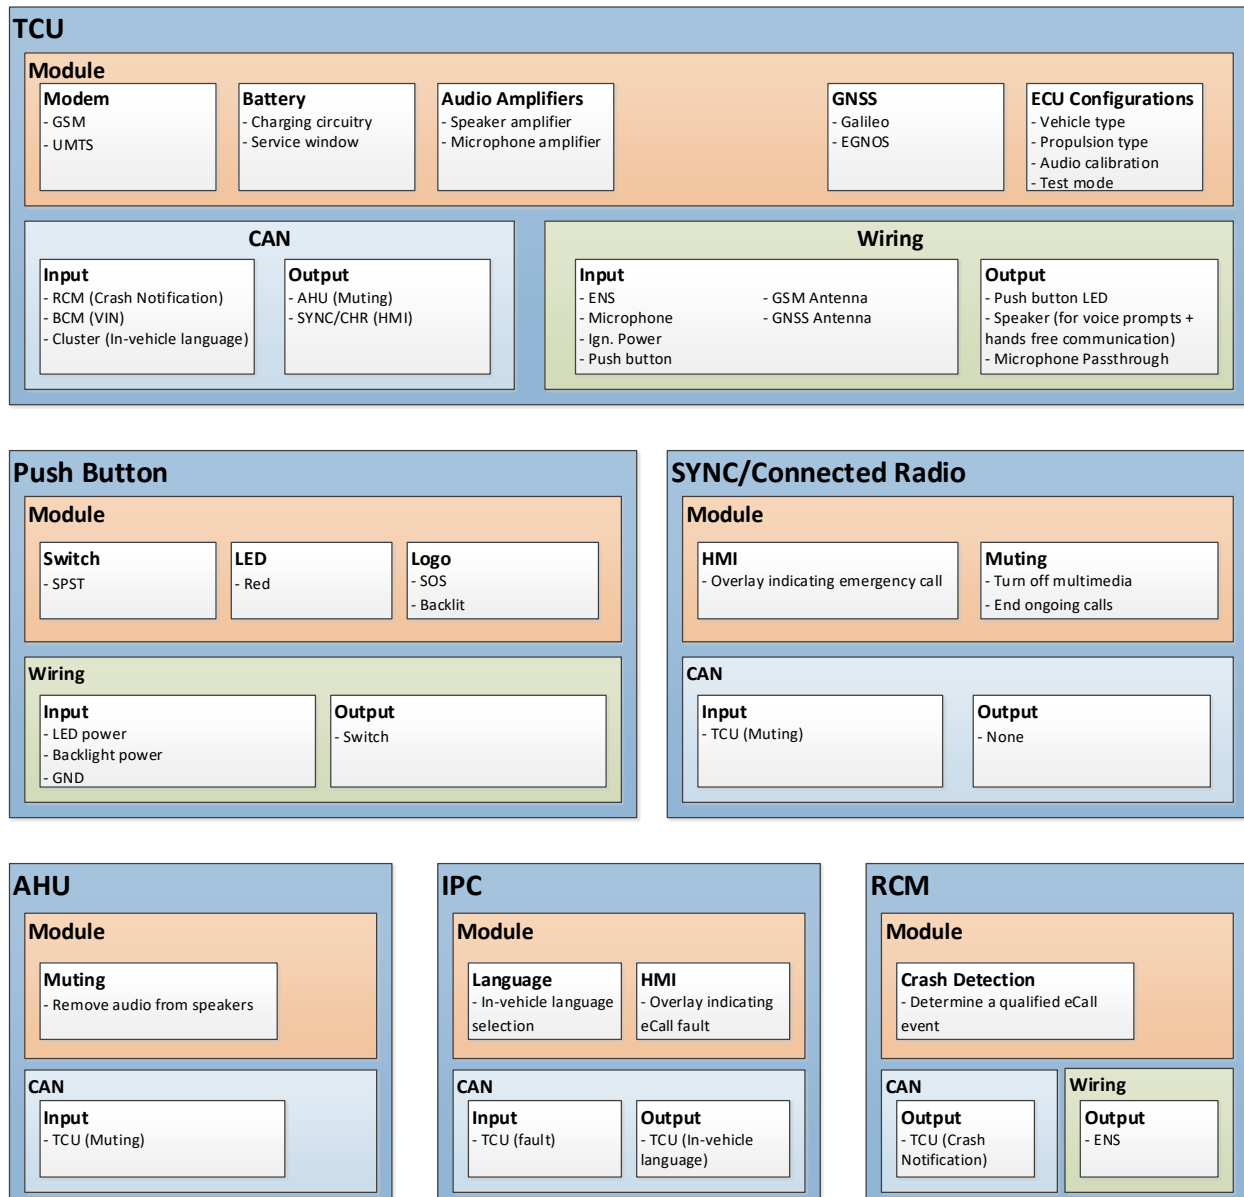 TCU
Module
Modem
- GSM
- UMTS
Battery
- Charging circuitry
- Service window
Audio Amplifiers
- Speaker amplifier
- Microphone amplifier
GNSS
- Galileo
- EGNOS
ECU Configurations
- Vehicle type
- Propulsion type
- Audio calibration
- Test mode
CAN
Input
- RCM (Crash Notification)
- BCM (VIN)
- Cluster (In-vehicle language)
Output
- AHU (Muting)
- SYNC/CHR (HMI)
Wiring
Input
- ENS
- Microphone
- Ign. Power
- Push button
- GSM Antenna
- GNSS Antenna
Output
- Push button LED
- Speaker (for voice prompts +
hands free communication)
- Microphone Passthrough
Push Button
Module
Switch
- SPST
LED
- Red
Logo
- SOS
- Backlit
Wiring
Input
- LED power
- Backlight power
- GND
Output
- Switch
SYNC/Connected Radio
Module
HMI
- Overlay indicating emergency call
Muting
- Turn off multimedia
- End ongoing calls
CAN
Input
- TCU (Muting)
Output
- None
AHU
Module
Muting
- Remove audio from speakers
CAN
Input
- TCU (Muting)
IPC
Module
Language
- In-vehicle language
selection
HMI
- Overlay indicating
eCall fault
CAN
Input
- TCU (fault)
Output
- TCU (In-vehicle
language)
RCM
Module
Crash Detection
- Determine a qualified eCall
event
CAN
Output
- TCU (Crash
Notification)
Wiring
Output
- ENS